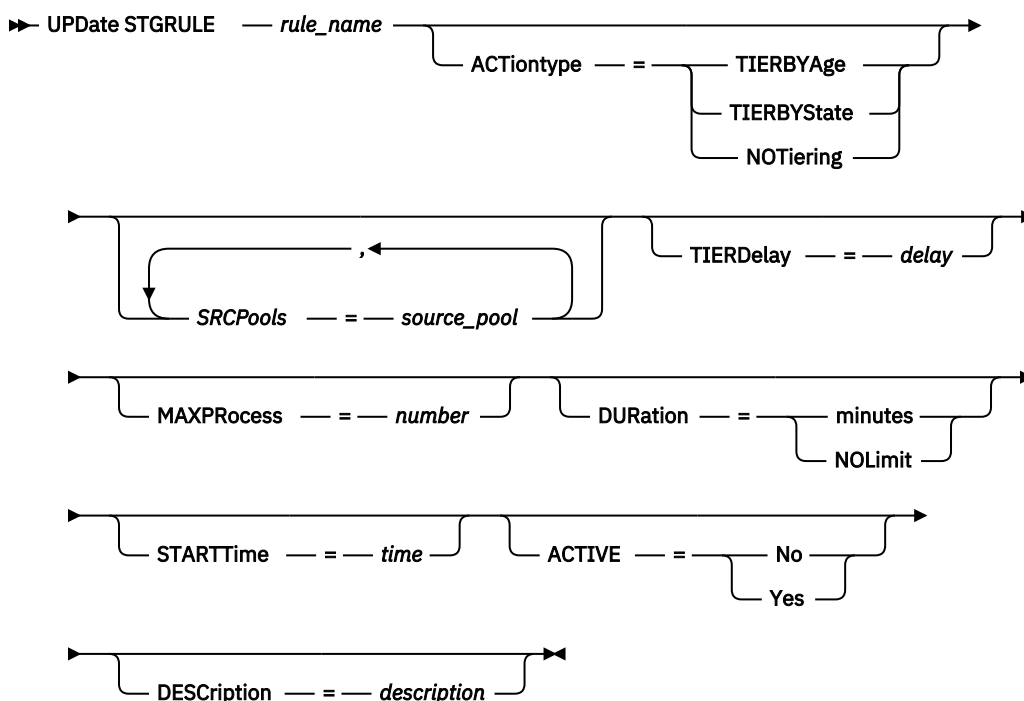 UPDate STGRULE rule_name
ACTiontype = TIERBYAge
TIERBYState
NOTiering
,
SRCPools = source_pool
TIERDelay = delay
MAXPRocess = number
DURation = minutes
NOLimit
STARTTime = time
ACTIVE = No
Yes
DESCription = description